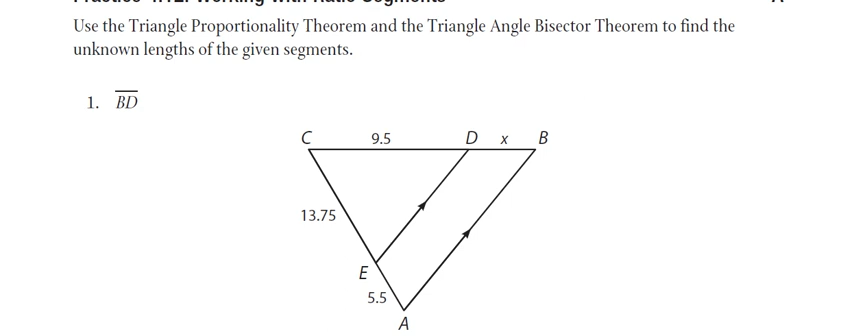 Use the Triangle Proportionality Theorem and the Triangle Angle Bisector Theorem to find the
unknown lengths of the given segments.
1. BD
C 9.5 D x B
13.75
E
5.5
A